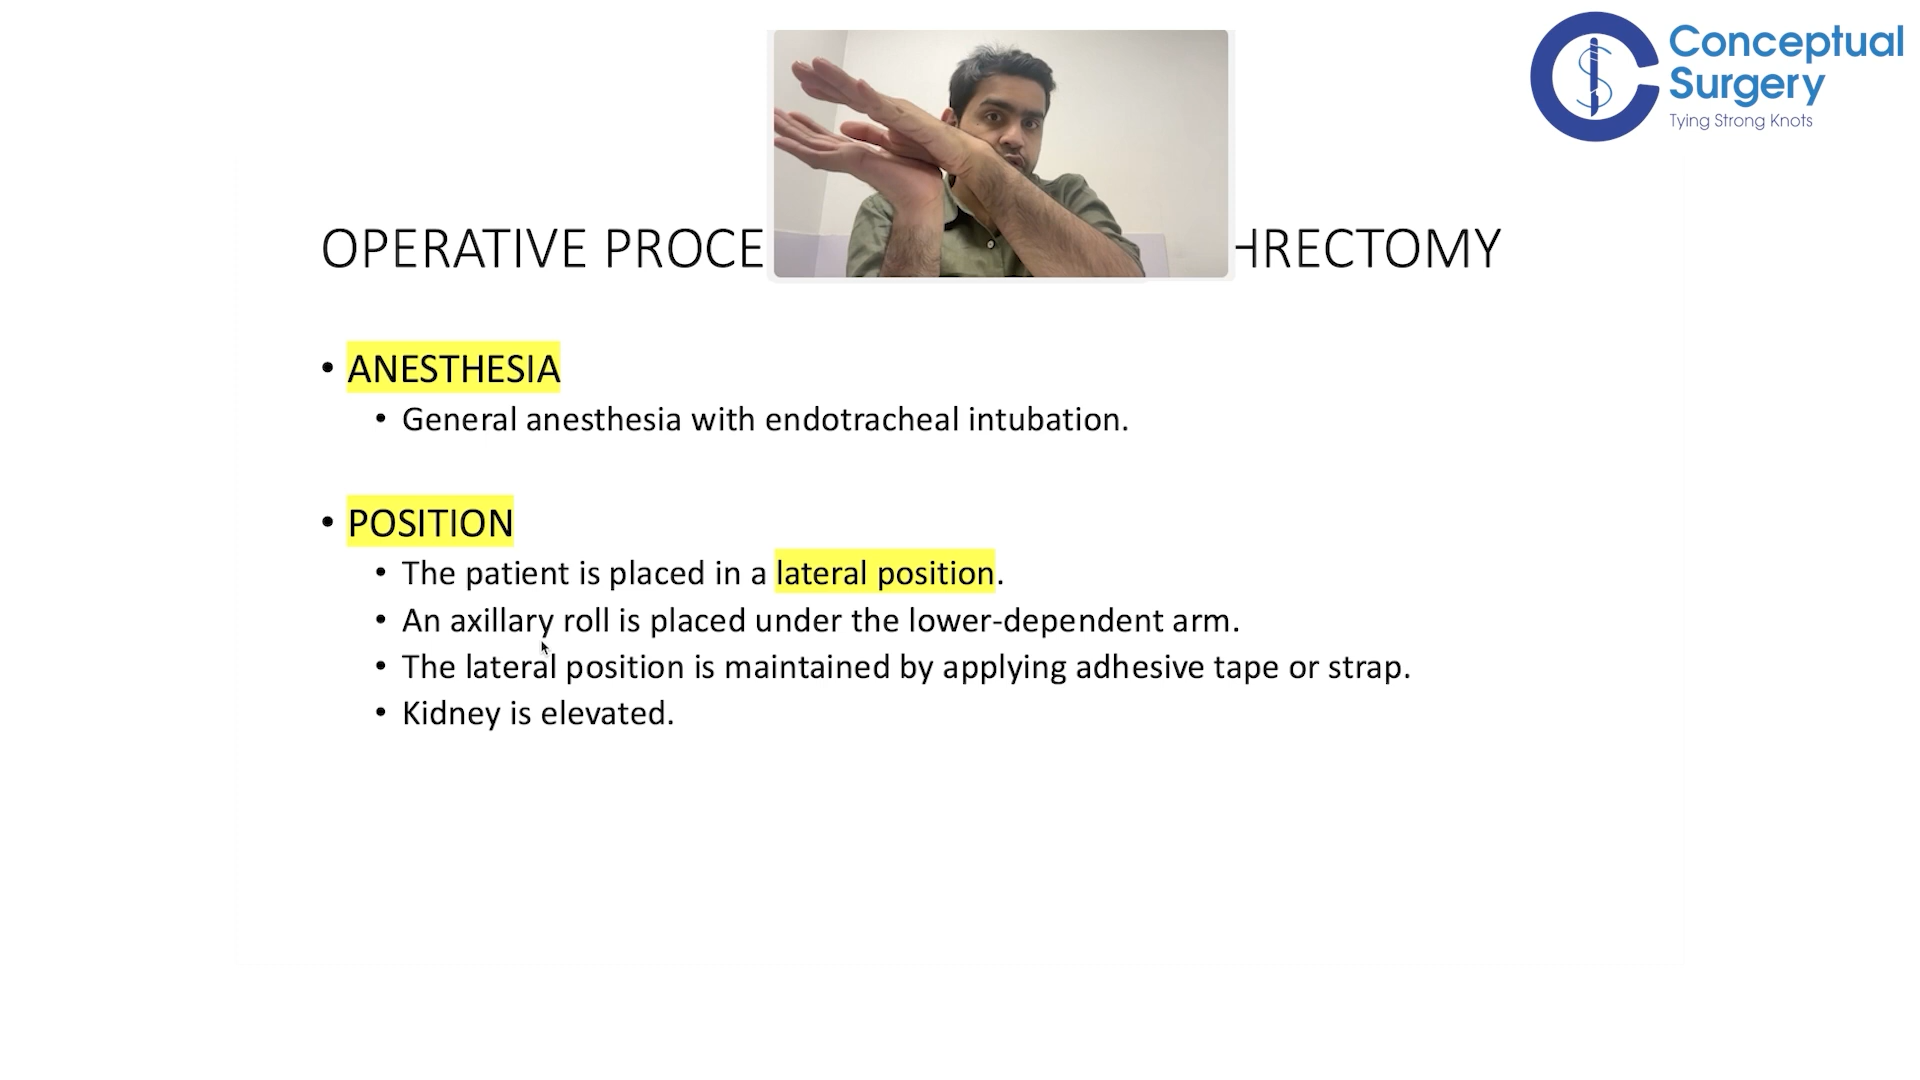 Conceptual
Surgery
Tying Strong Knots
OPERATIVE PROCE HRECTOMY
• ANESTHESIA
• General anesthesia with endotracheal intubation.
• POSITION
• The patient is placed in a lateral position.
• An axillary roll is placed under the lower-dependent arm.
• The lateral position is maintained by applying adhesive tape or strap.
• Kidney is elevated.